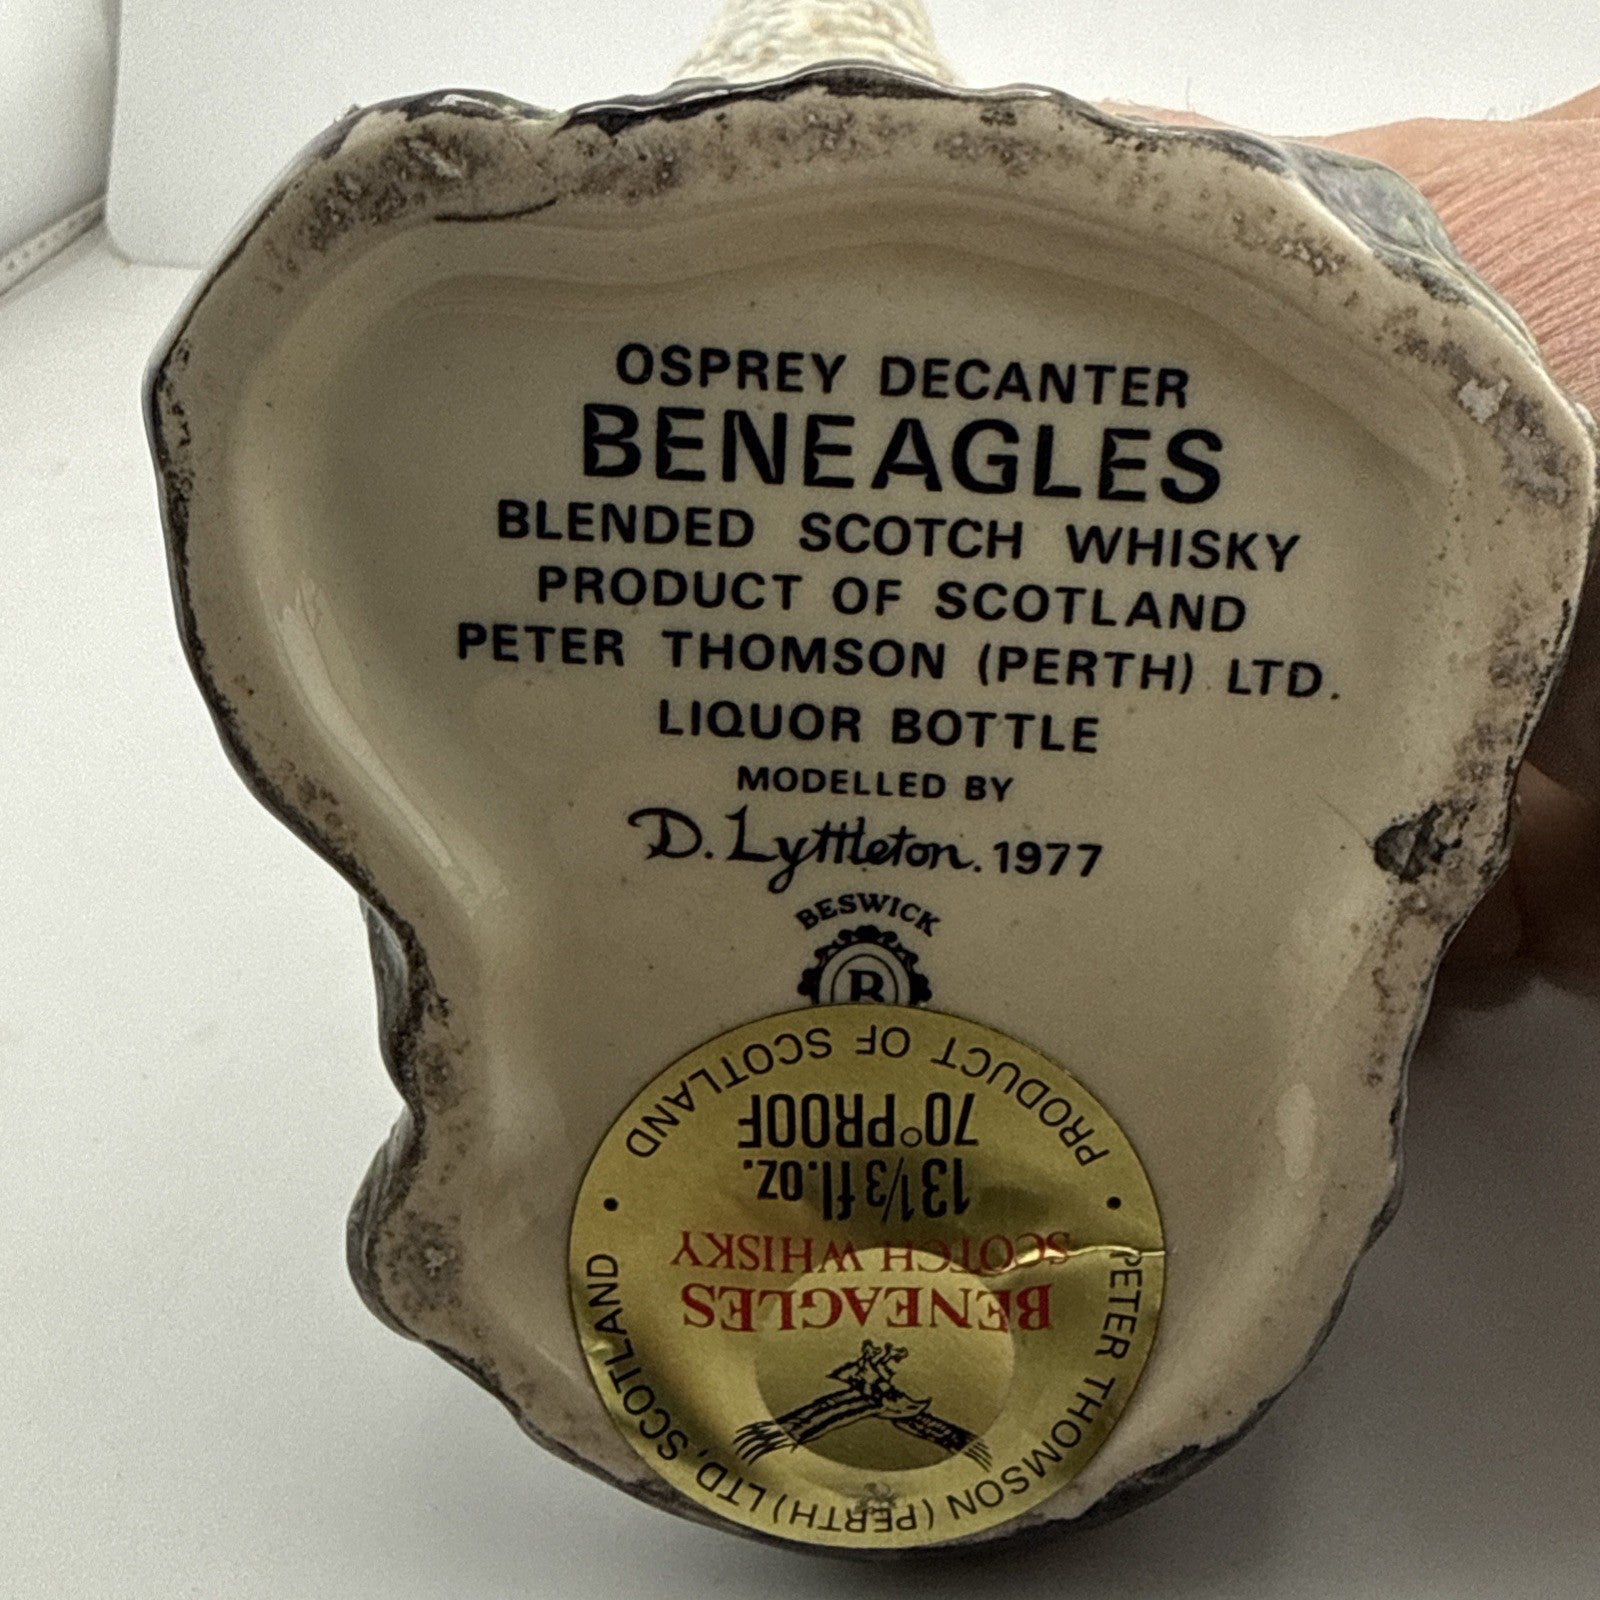 OSPREY DECANTER
BENEAGLES
BLENDED SCOTCH WHISKY
PRODUCT OF SCOTLAND
PETER THOMSON (PERTH) LTD.
LIQUOR BOTTLE
MODELLED BY
D. Lyttleton. 1977
BESWICK
B
PRODUCT OF SCOTLAND
70° PROOF
13 1/3 fl. oz.
SCOTCH WHISKY
BENEAGLES
PETER THOMSON (PERTH) LTD, SCOTLAND